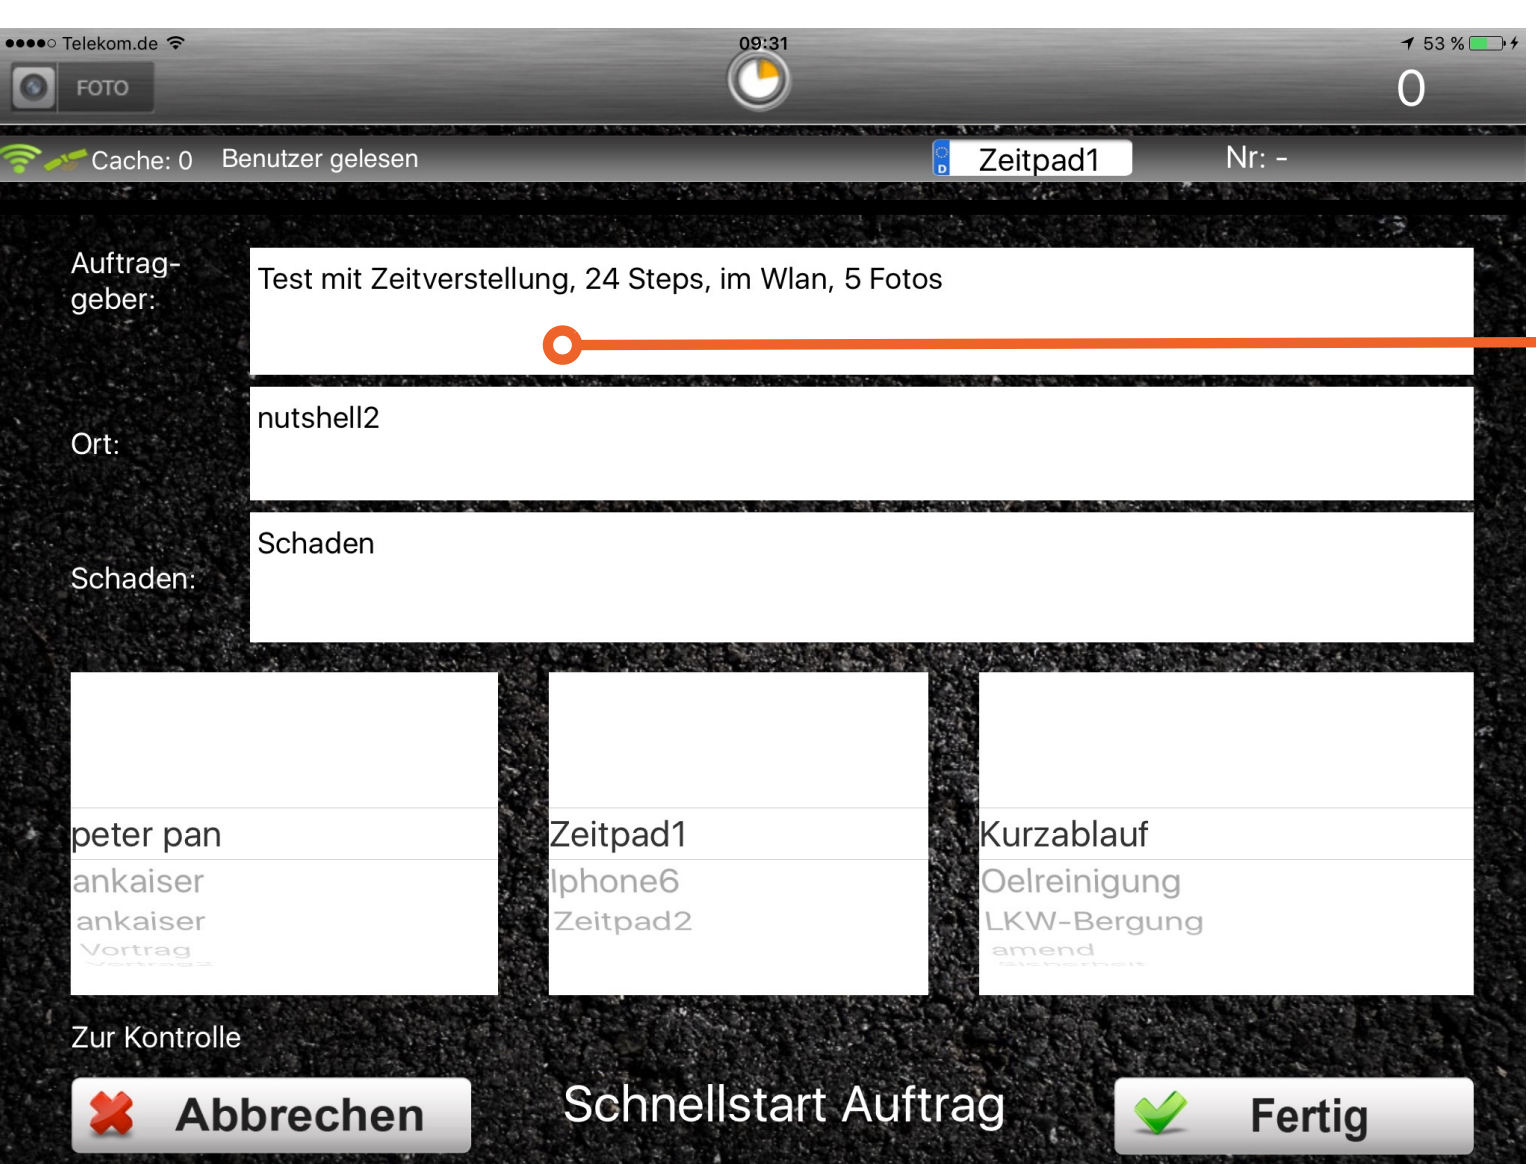 Telekom.de 09:31 53 %
FOTO 0
Cache: 0 Benutzer gelesen D Zeitpad1 Nr: -
Auftrag-
geber:
Test mit Zeitverstellung, 24 Steps, im Wlan, 5 Fotos
Ort:
nutshell2
Schaden:
Schaden
peter pan
ankaiser
ankaiser
Vortrag
Vortrag2
Zeitpad1
Iphone6
Zeitpad2
Kurzablauf
Oelreinigung
LKW-Bergung
amend
Sicherheit
Zur Kontrolle
Abbrechen Schnellstart Auftrag Fertig